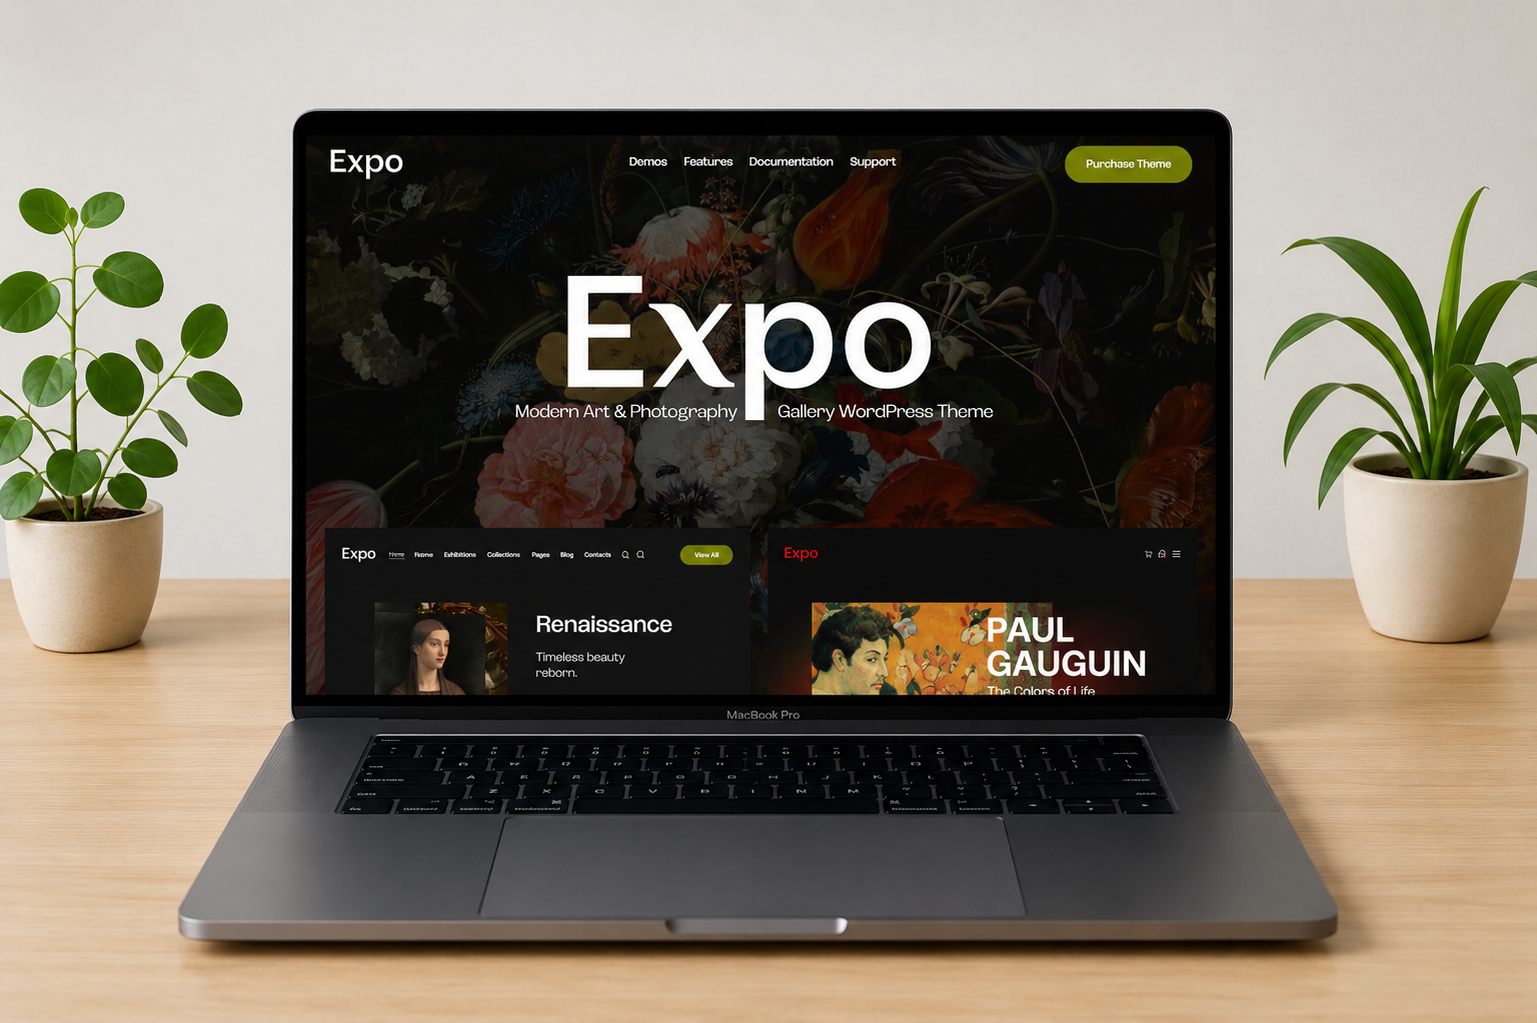 Expo
Demos Features Documentation Support
Purchase Theme
Expo
Modern Art & Photography Gallery WordPress Theme
Expo Home Exhibitions Collections Pages Blog Contacts
View All
Renaissance
Timeless beauty
reborn.
Expo
PAUL
GAUGUIN
The Colors of Life
MacBook Pro